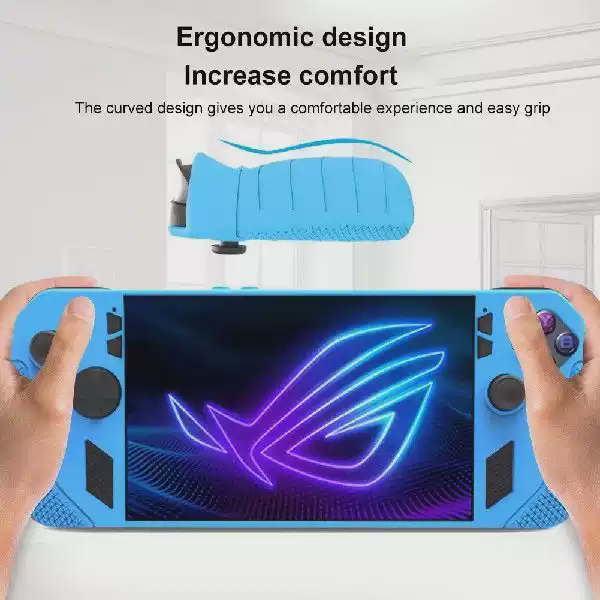 Ergonomic design
Increase comfort
The curved design gives you a comfortable experience and easy grip
Y
B